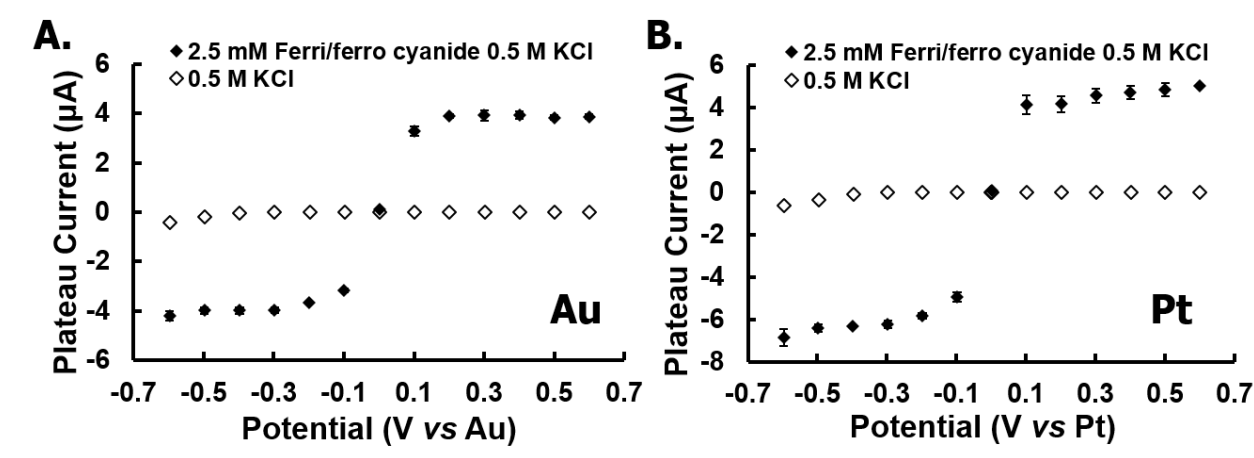 A.
◆ 2.5 mM Ferri/ferro cyanide 0.5 M KCl
◇ 0.5 M KCl
Plateau Current (µA)
6
4
2
0
-2
-4
-6
-0.7 -0.5 -0.3 -0.1 0.1 0.3 0.5 0.7
Potential (V vs Au)
Au
B.
◆ 2.5 mM Ferri/ferro cyanide 0.5 M KCl
◇ 0.5 M KCl
Plateau Current (µA)
6
4
2
0
-2
-4
-6
-8
-0.7 -0.5 -0.3 -0.1 0.1 0.3 0.5 0.7
Potential (V vs Pt)
Pt